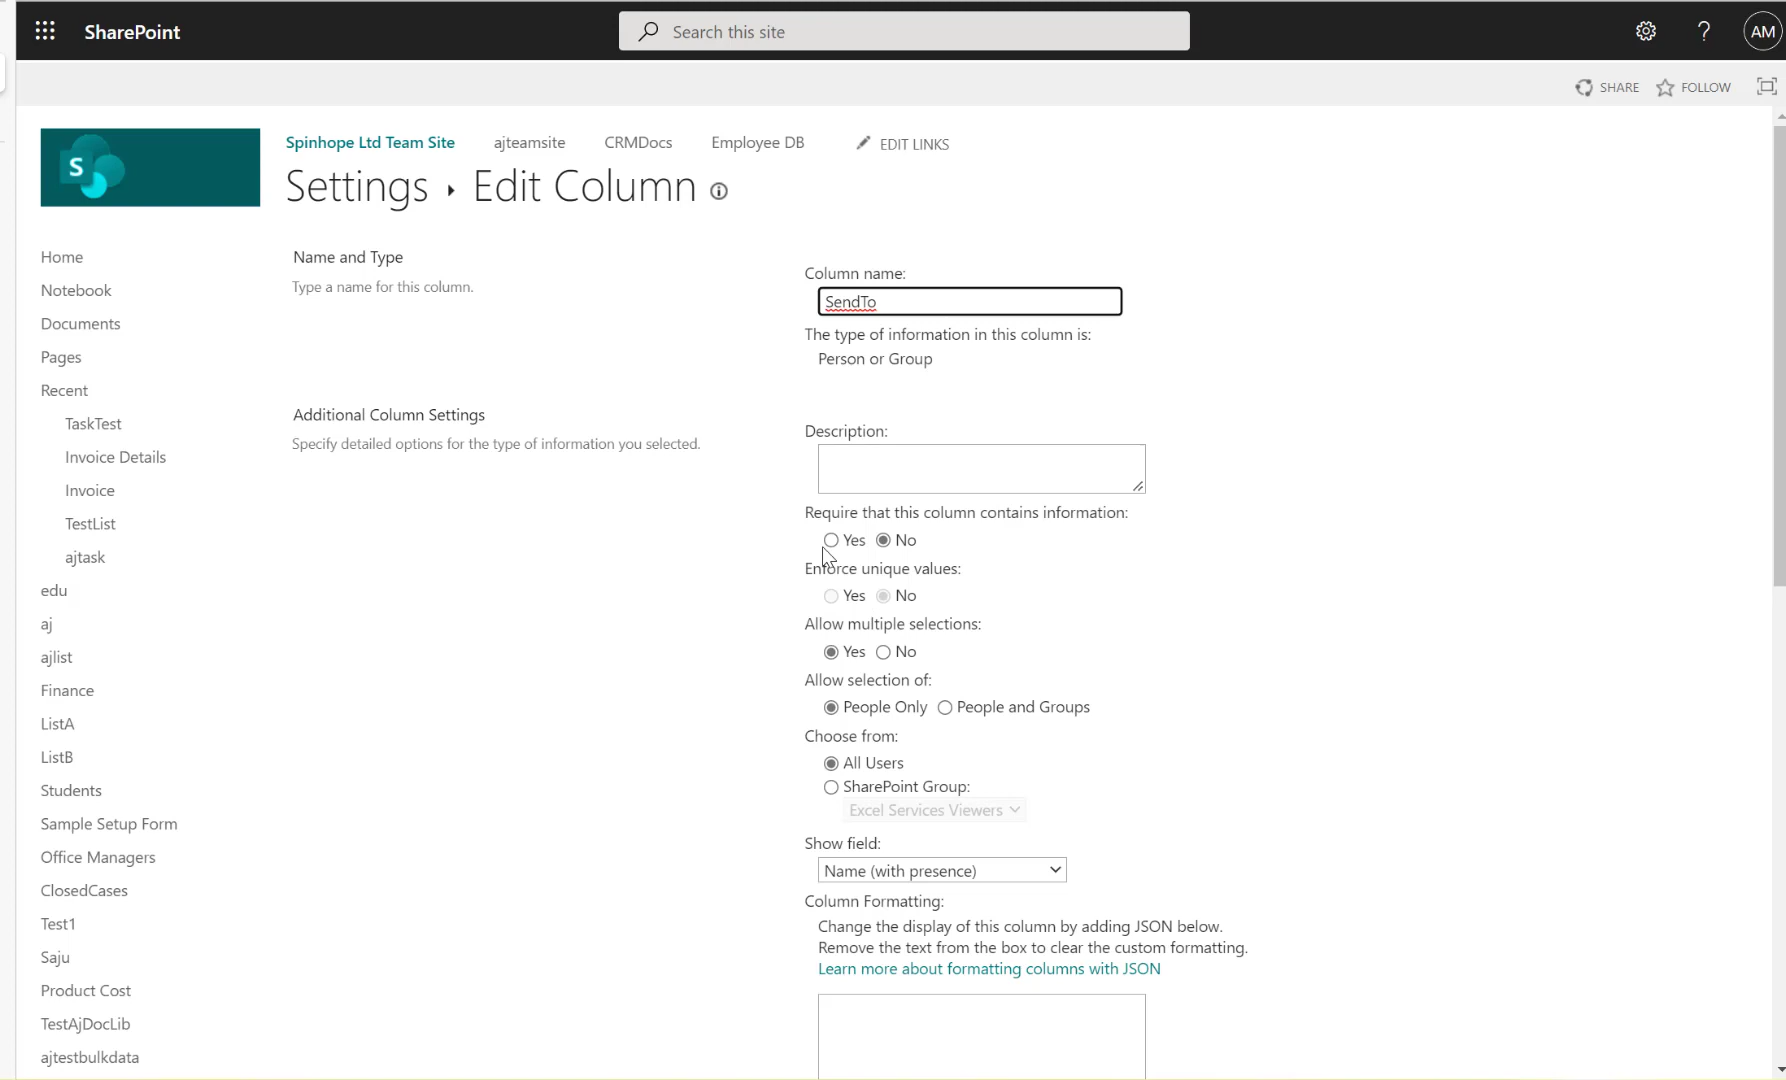 SharePoint
Search this site
?
AM
SHARE
FOLLOW
S
Spinhope Ltd Team Site
ajteamsite
CRMDocs
Employee DB
EDIT LINKS
Settings ▸ Edit Column
Home
Notebook
Documents
Pages
Recent
TaskTest
Invoice Details
Invoice
TestList
ajtask
edu
aj
ajlist
Finance
ListA
ListB
Students
Sample Setup Form
Office Managers
ClosedCases
Test1
Saju
Product Cost
TestAjDocLib
ajtestbulkdata
Name and Type
Type a name for this column.
Column name:
SendTo
The type of information in this column is:
Person or Group
Additional Column Settings
Specify detailed options for the type of information you selected.
Description:
Require that this column contains information:
Yes No
Enforce unique values:
Yes No
Allow multiple selections:
Yes No
Allow selection of:
People Only People and Groups
Choose from:
All Users
SharePoint Group:
Excel Services Viewers
Show field:
Name (with presence)
Column Formatting:
Change the display of this column by adding JSON below.
Remove the text from the box to clear the custom formatting.
Learn more about formatting columns with JSON